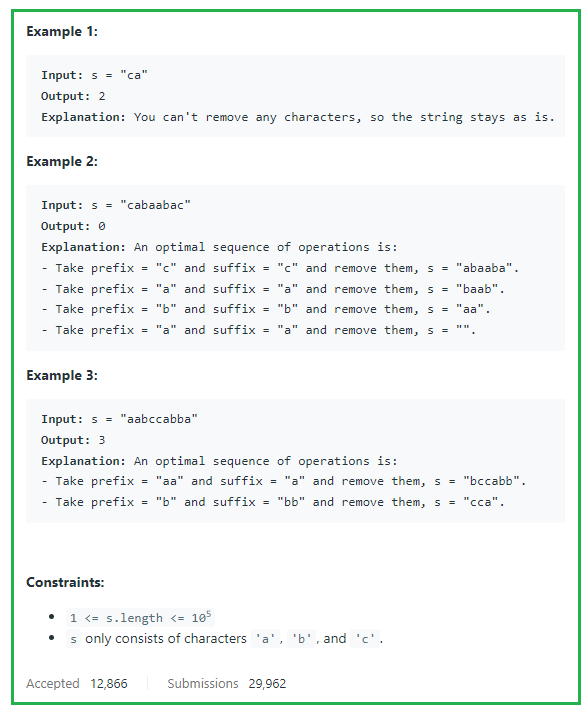 Example 1:
Input: s = "ca"
Output: 2
Explanation: You can't remove any characters, so the string stays as is.
Example 2:
Input: s = "cabaabac"
Output: 0
Explanation: An optimal sequence of operations is:
- Take prefix = "c" and suffix = "c" and remove them, s = "abaaba".
- Take prefix = "a" and suffix = "a" and remove them, s = "baab".
- Take prefix = "b" and suffix = "b" and remove them, s = "aa".
- Take prefix = "a" and suffix = "a" and remove them, s = "".
Example 3:
Input: s = "aabccabba"
Output: 3
Explanation: An optimal sequence of operations is:
- Take prefix = "aa" and suffix = "a" and remove them, s = "bccabb".
- Take prefix = "b" and suffix = "bb" and remove them, s = "cca".
Constraints:
• 1 <= s.length <= 10⁵
• s only consists of characters 'a', 'b', and 'c'.
Accepted 12,866 Submissions 29,962